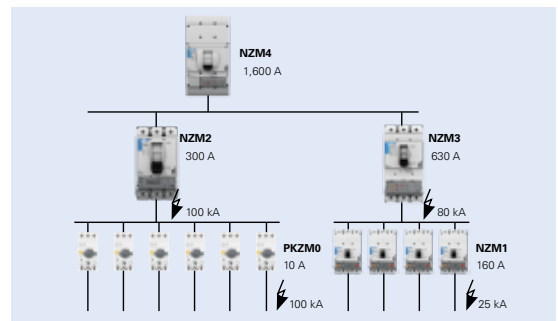 NZM4
1,600 A
NZM2
300 A
NZM3
630 A
100 kA
80 kA
PKZM0
10 A
NZM1
160 A
100 kA
25 kA